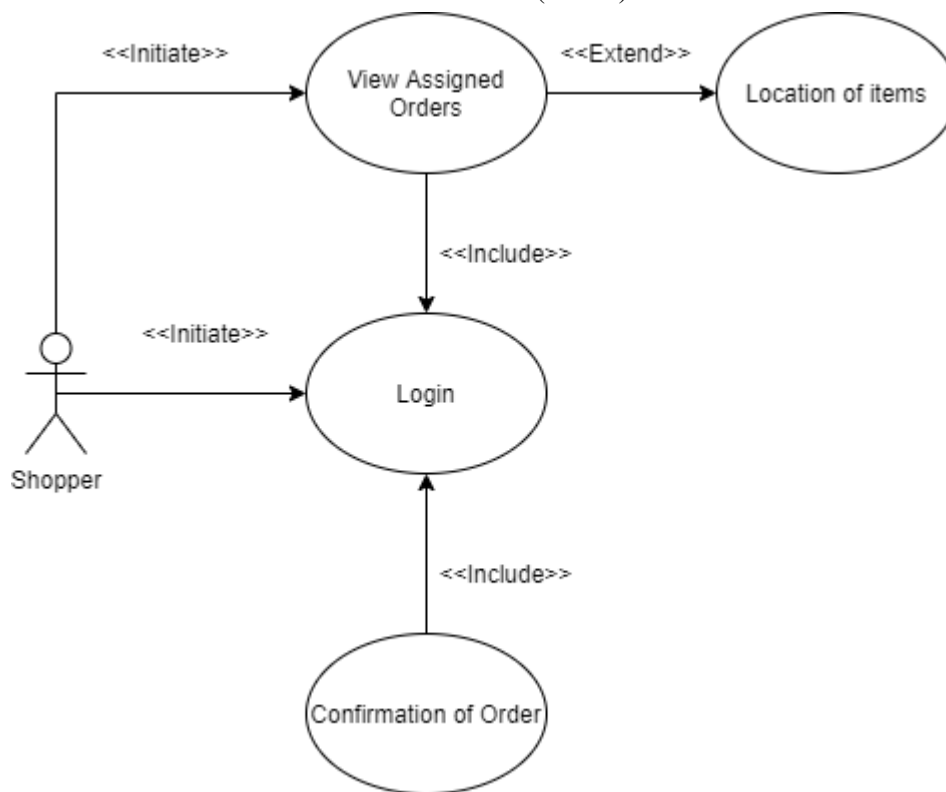 <<Initiate>>
View Assigned
Orders
<<Extend>>
Location of items
<<Include>>
<<Initiate>>
Login
Shopper
<<Include>>
Confirmation of Order